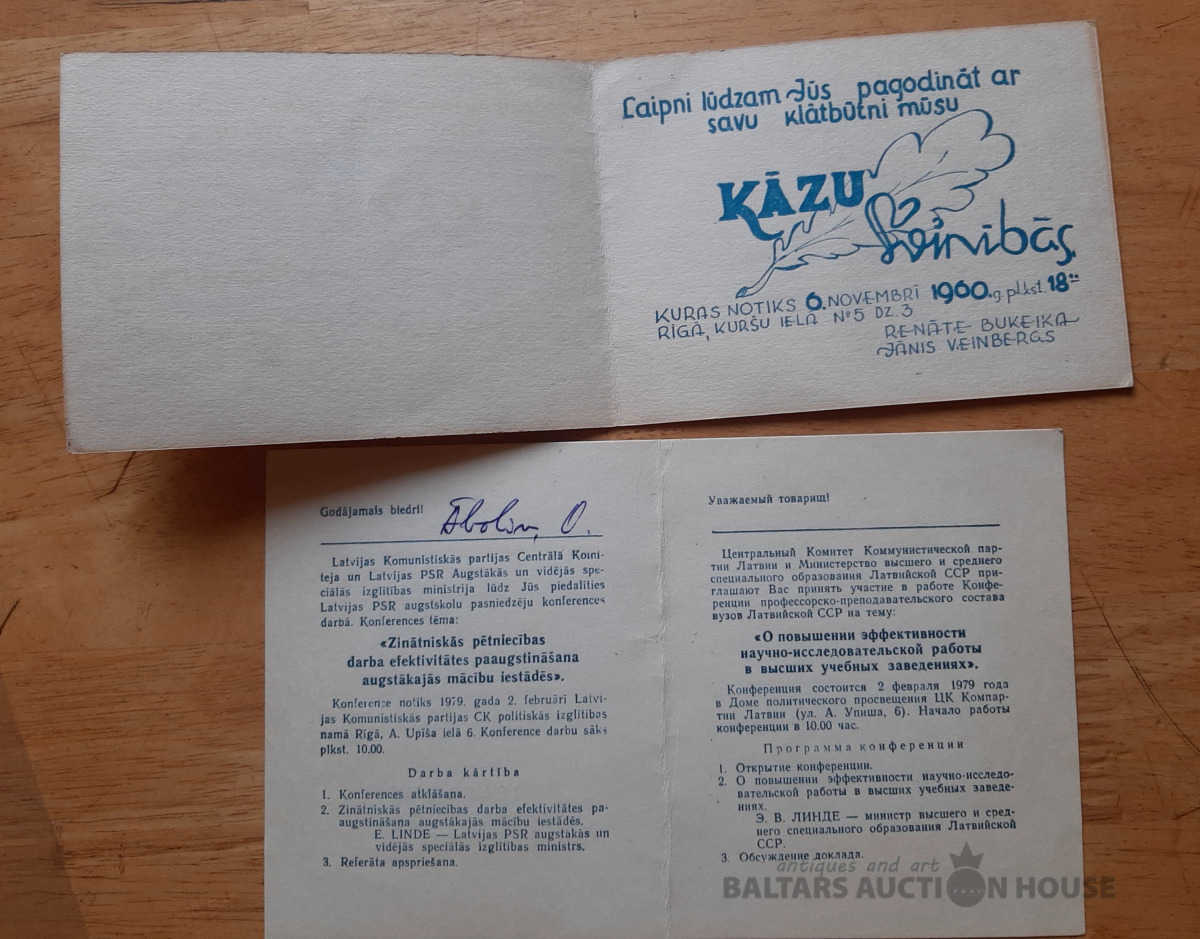 Laipni lūdzam Jūs pagodināt ar
savu klātbūtni mūsu
KĀZU
Svinībās,
KURAS NOTIKS 6. NOVEMBRĪ 1960.g. plkst. 18⁰⁰
RĪGĀ, KURŠU IELĀ Nº5 DZ. 3
RENĀTE BUKEIKA
JĀNIS VEINBERGS
Godājamais biedri! Āboliņ, O.
Latvijas Komunistiskās partijas Centrālā Komi-
teja un Latvijas PSR Augstākās un vidējās spe-
ciālās izglītības ministrija lūdz Jūs piedalīties
Latvijas PSR augstskolu pasniedzēju konferences
darbā. Konferences tēma:
«Zinātniskās pētniecības
darba efektivitātes paaugstināšana
augstākajās mācību iestādēs».
Konference notiks 1979. gada 2. februārī Latvi-
jas Komunistiskās partijas CK politiskās izglītības
namā Rīgā, A. Upīša ielā 6. Konference darbu sāks
plkst. 10.00.
Darba kārtība
1. Konferences atklāšana.
2. Zinātniskās pētniecības darba efektivitātes pa-
augstināšana augstākajās mācību iestādēs.
E. LINDE — Latvijas PSR augstākās un
vidējās speciālās izglītības ministrs.
3. Referāta apspriešana.
Уважаемый товарищ!
Центральный Комитет Коммунистической пар-
тии Латвии и Министерство высшего и среднего
специального образования Латвийской ССР при-
глашают Вас принять участие в работе Конфе-
ренции профессорско-преподавательского состава
вузов Латвийской ССР на тему:
«О повышении эффективности
научно-исследовательской работы
в высших учебных заведениях».
Конференция состоится 2 февраля 1979 года
в Доме политического просвещения ЦК Компар-
тии Латвии (ул. А. Упиша, 6). Начало работы
конференции в 10.00 час.
Программа конференции
1. Открытие конференции.
2. О повышении эффективности научно-исследо-
вательской работы в высших учебных заведе-
ниях.
Э. В. ЛИНДЕ — министр высшего и сред-
него специального образования Латвийской
ССР.
3. Обсуждение доклада.
antiques and art
BALTARS AUCTION HOUSE